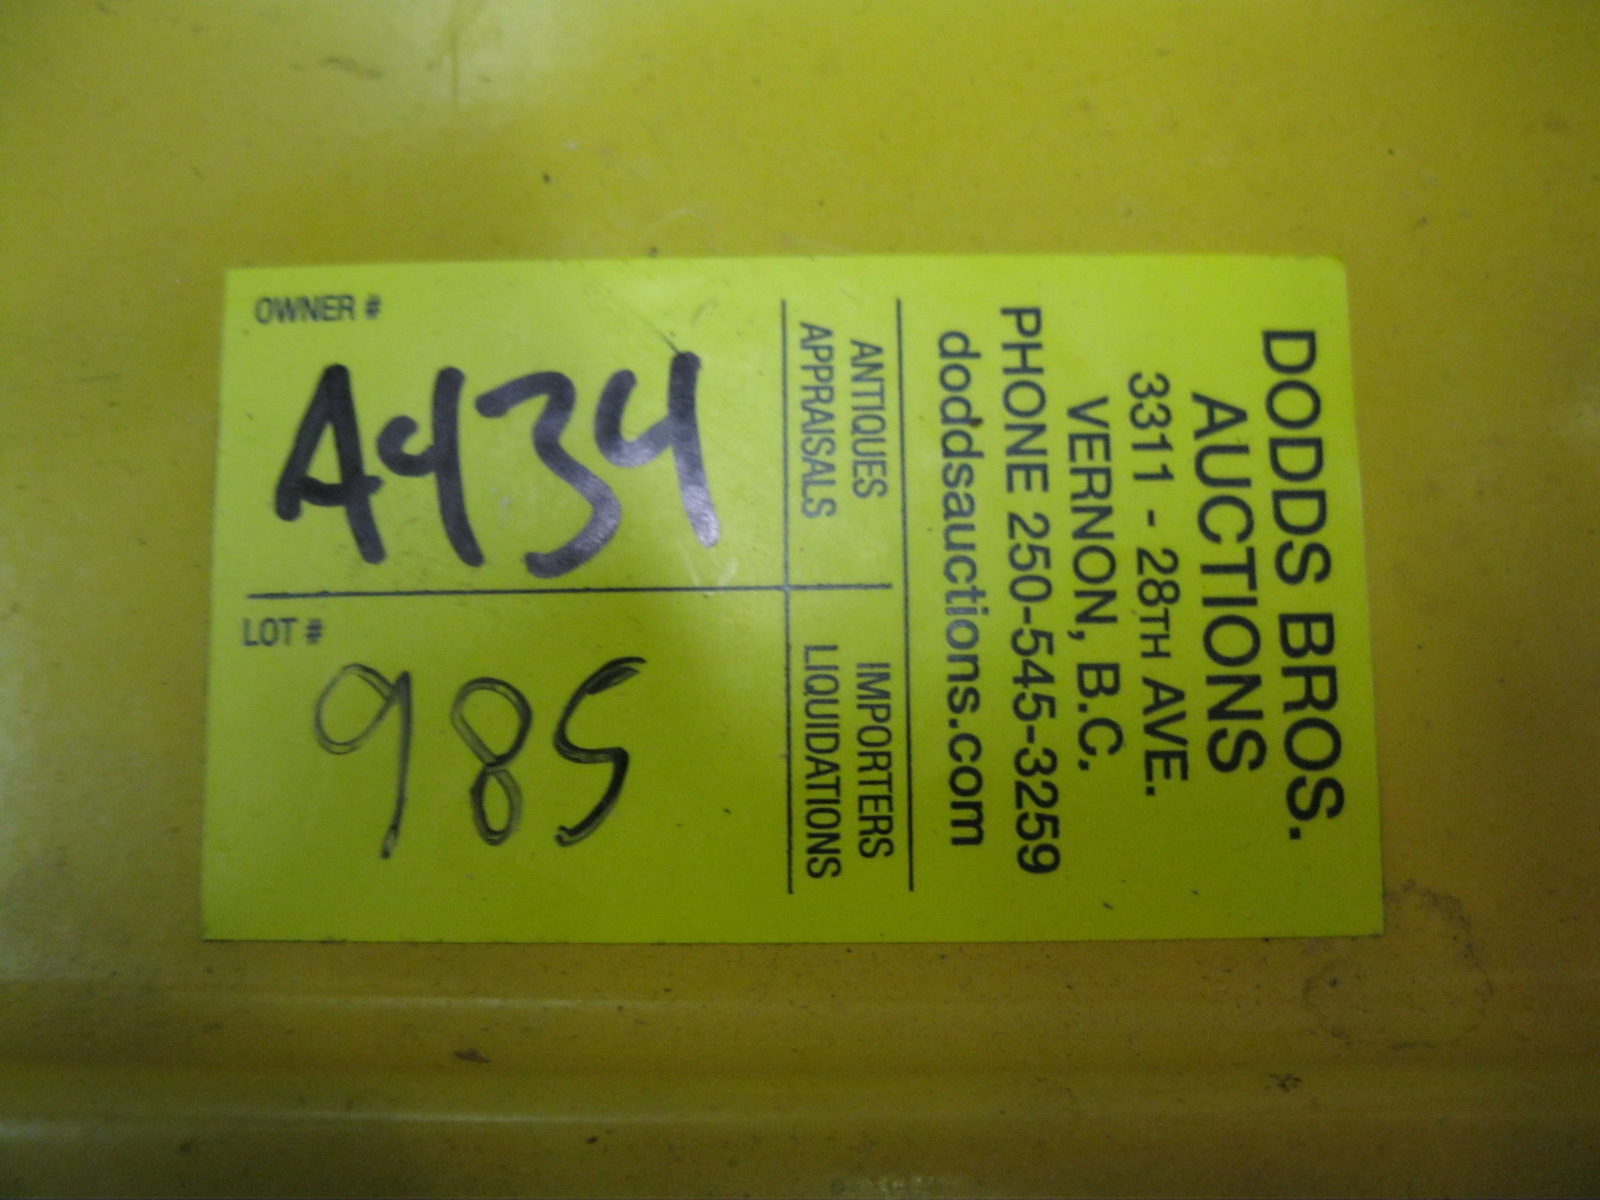 DODDS BROS.
AUCTIONS
3311 - 28TH AVE.
VERNON, B.C.
PHONE 250-545-3259
doddsauctions.com
ANTIQUES IMPORTERS
APPRAISALS LIQUIDATIONS
OWNER #
A434
LOT #
985